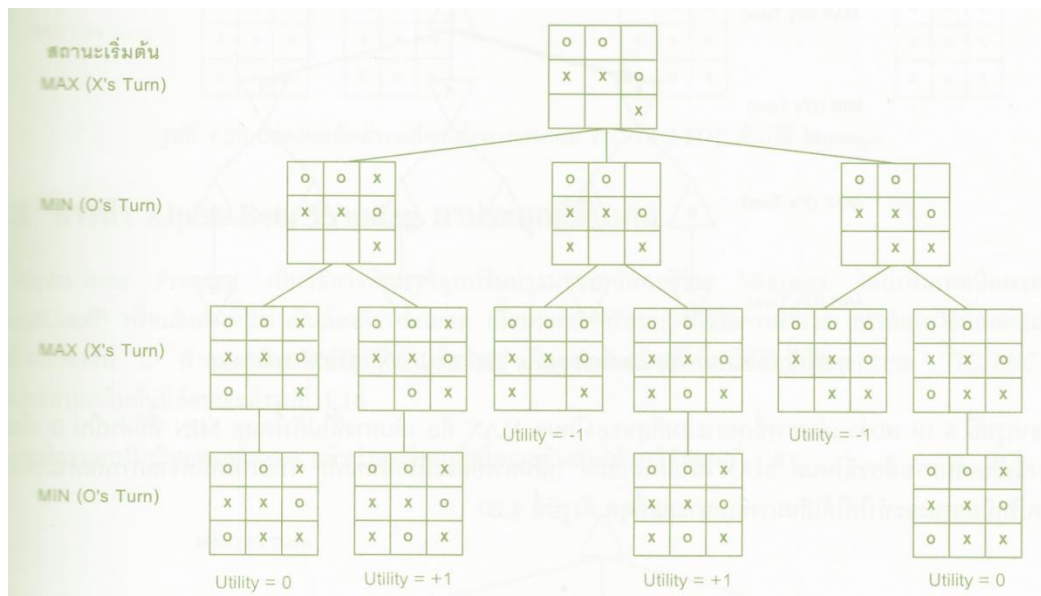 สถานะเริ่มต้น
MAX (X's Turn)
O O
X X O
X
MIN (O's Turn)
O O X
X X O
X
O O
X X O
X X
O O
X X O
X X
MAX (X's Turn)
O O X
X X O
O X
O O X
X X O
O X
O O O
X X O
X X
Utility = -1
O O
X X O
X O X
O O O
X X O
X X
Utility = -1
O O
X X O
O X X
MIN (O's Turn)
O O X
X X O
O X X
Utility = 0
O O X
X X O
X O X
Utility = +1
O O X
X X O
X O X
Utility = +1
O O X
X X O
O X X
Utility = 0